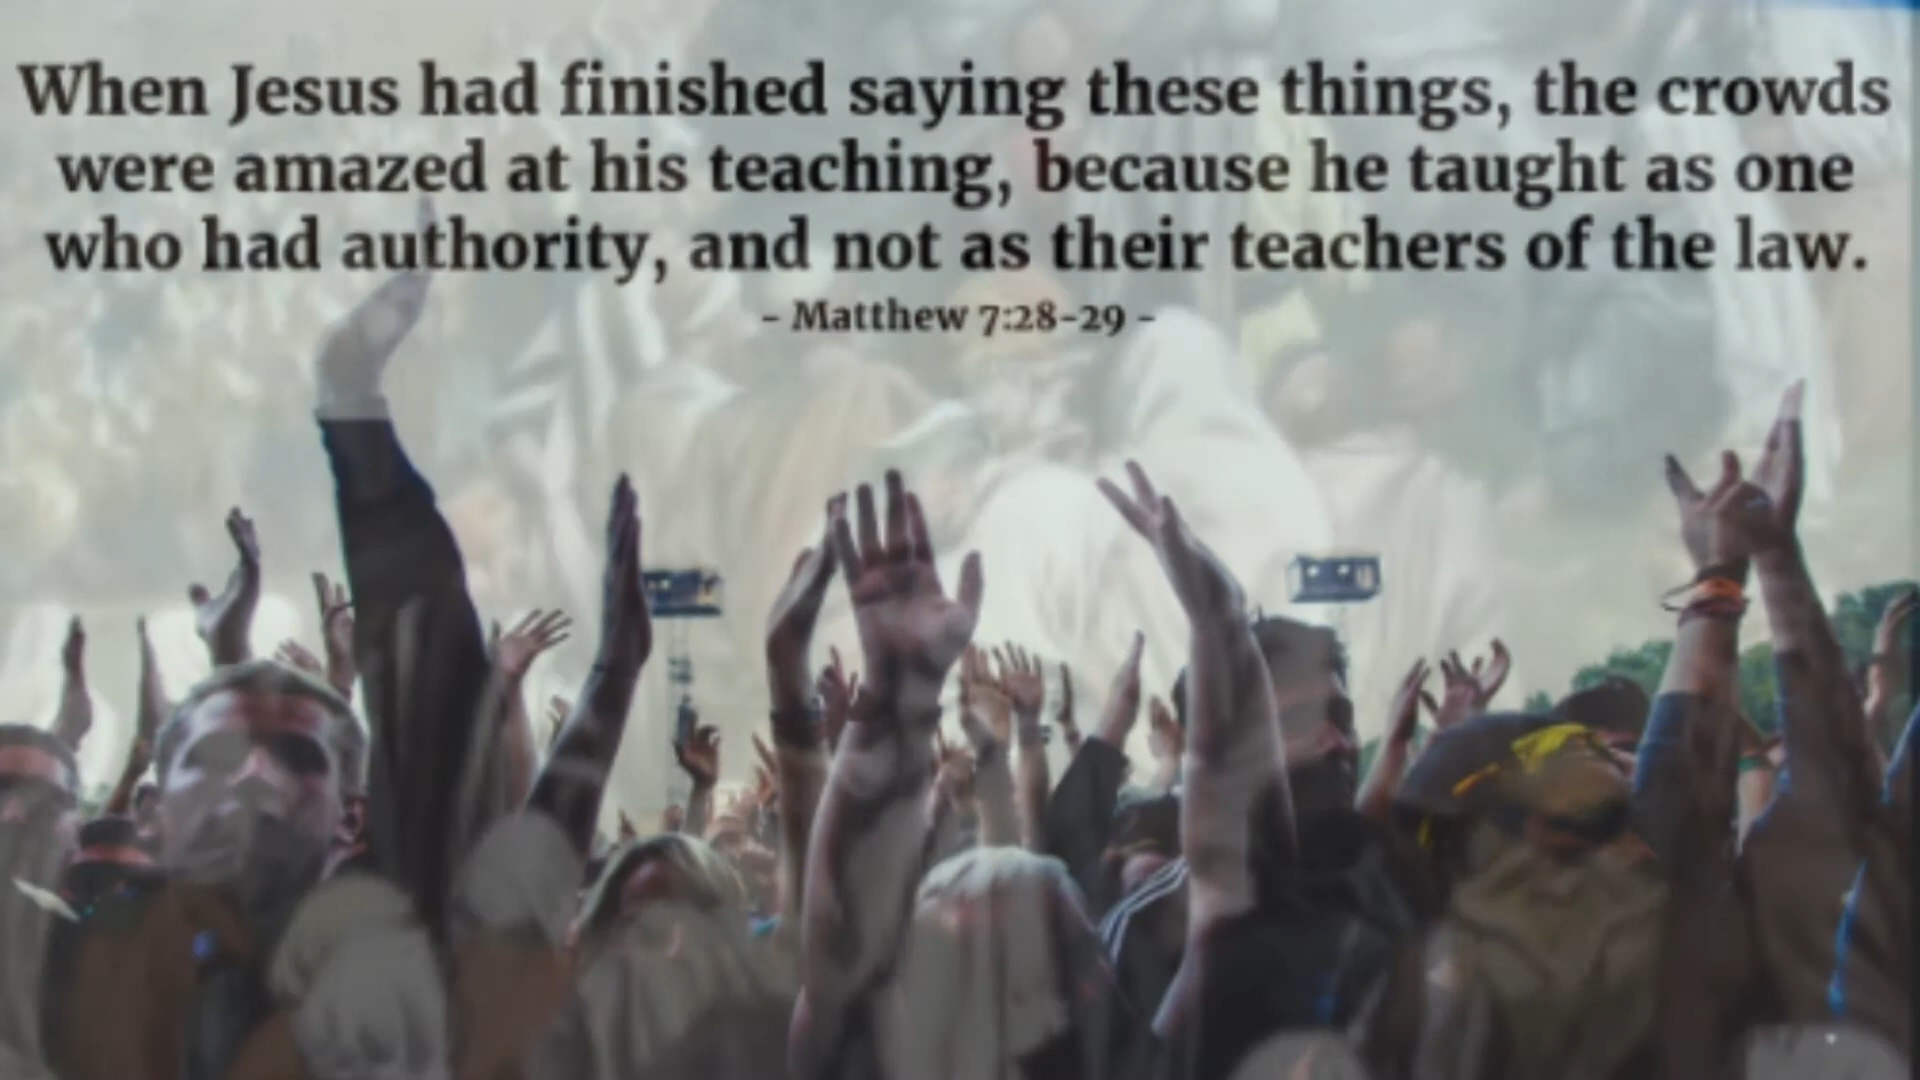 When Jesus had finished saying these things, the crowds
were amazed at his teaching, because he taught as one
who had authority, and not as their teachers of the law.
- Matthew 7:28-29 -